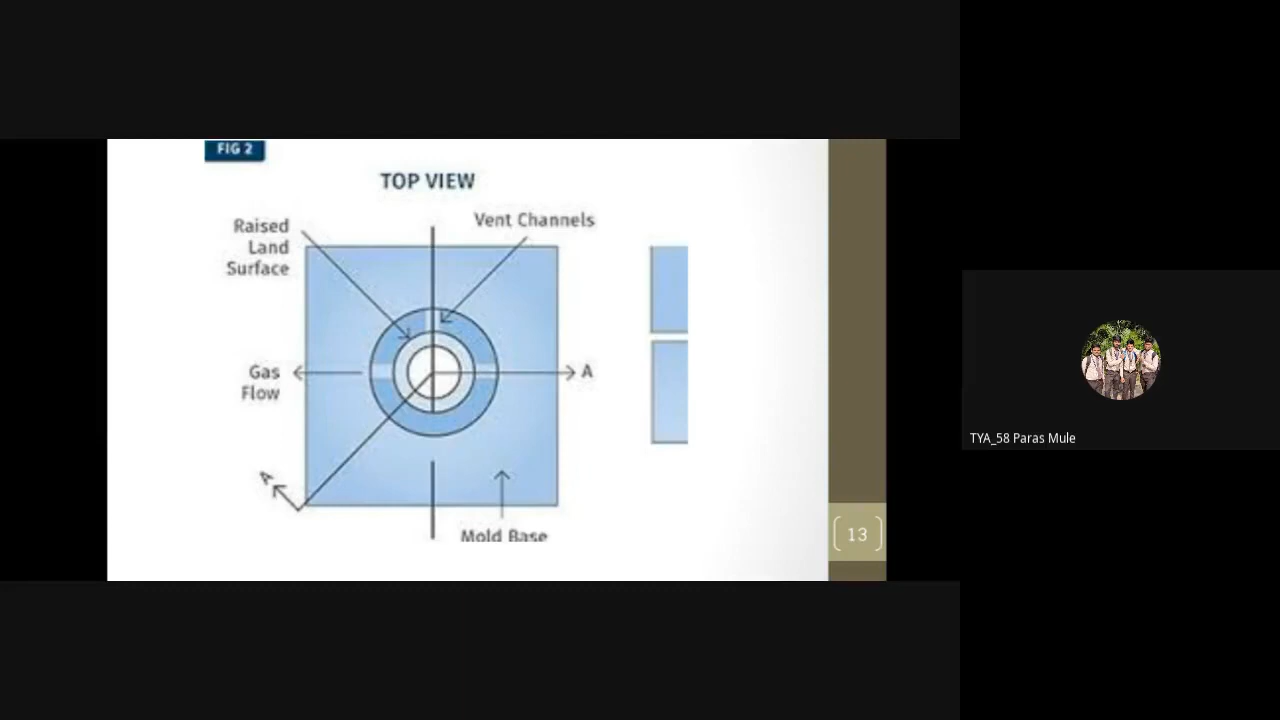 FIG 2
TOP VIEW
Raised
Land
Surface
Vent Channels
Gas
Flow
A
A
Mold Base
13
TYA_58 Paras Mule